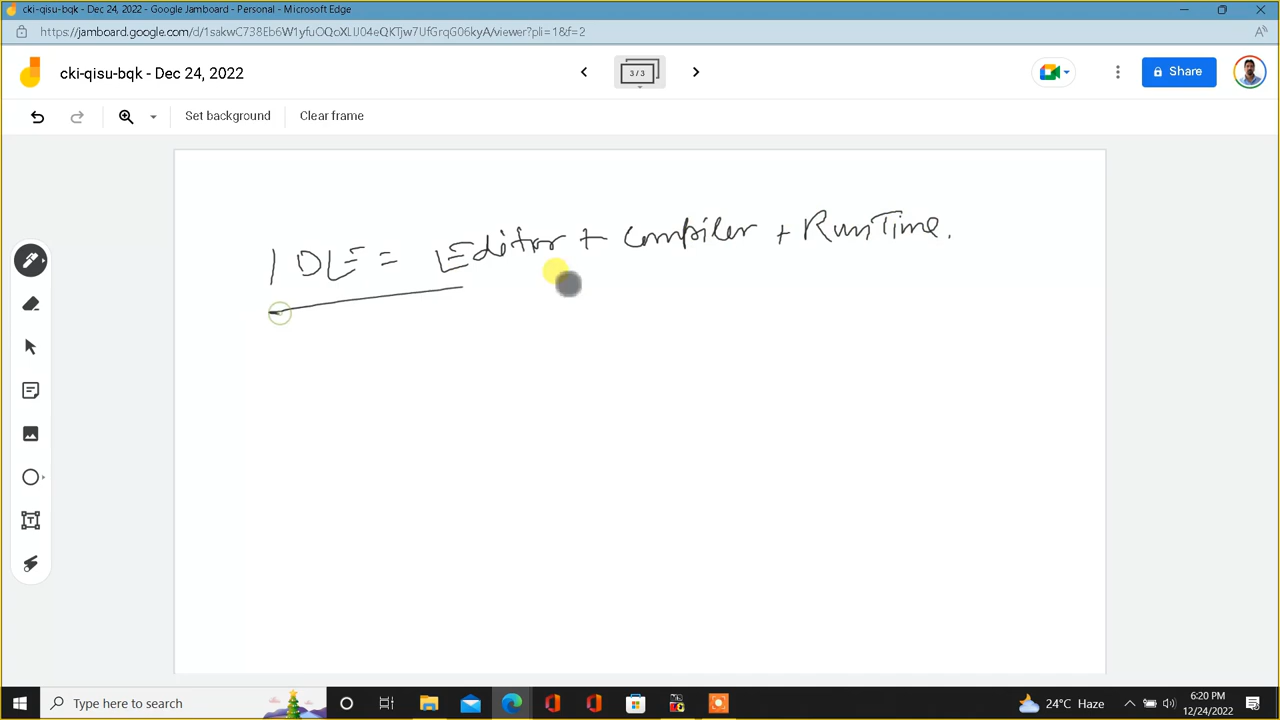 cki-qisu-bqk - Dec 24, 2022 - Google Jamboard - Personal - Microsoft Edge
https://jamboard.google.com/d/1sakwC738Eb6W1yfuOQoXLIJ04eQKTjw7UfGrqG06kyA/viewer?pli=1&f=2
cki-qisu-bqk - Dec 24, 2022
3/3
Share
Set background
Clear frame
IDLE = Editor + Compiler + RunTime.
Type here to search
24°C Haze
6:20 PM
12/24/2022